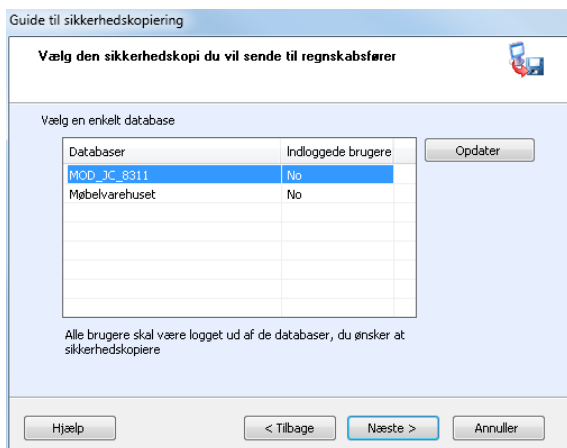 Guide til sikkerhedskopiering
Vælg den sikkerhedskopi du vil sende til regnskabsfører
Vælg en enkelt database
Databaser Indloggede brugere Opdater
MOD_JC_8311 No
Møbelvarehuset No
Alle brugere skal være logget ud af de databaser, du ønsker at
sikkerhedskopiere
Hjælp < Tilbage Næste > Annuller